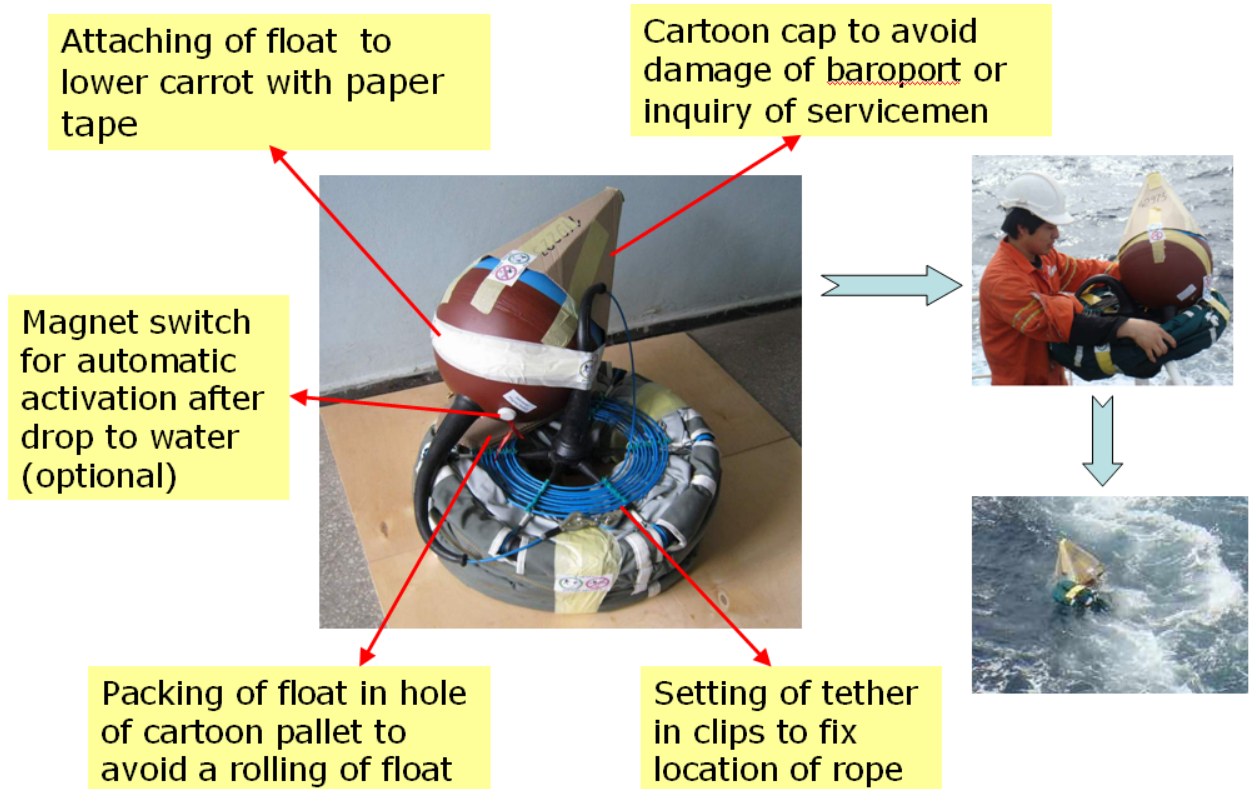 Attaching of float to
lower carrot with paper
tape
Cartoon cap to avoid
damage of baroport or
inquiry of servicemen
Magnet switch
for automatic
activation after
drop to water
(optional)
Packing of float in hole
of cartoon pallet to
avoid a rolling of float
Setting of tether
in clips to fix
location of rope